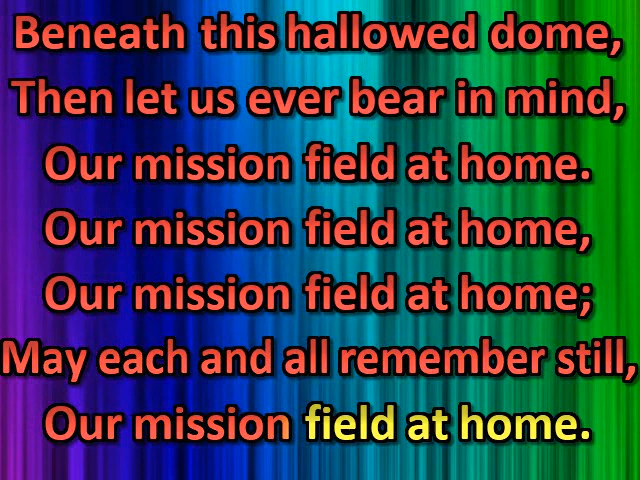 Beneath this hallowed dome,
Then let us ever bear in mind,
Our mission field at home.
Our mission field at home,
Our mission field at home;
May each and all remember still,
Our mission field at home.